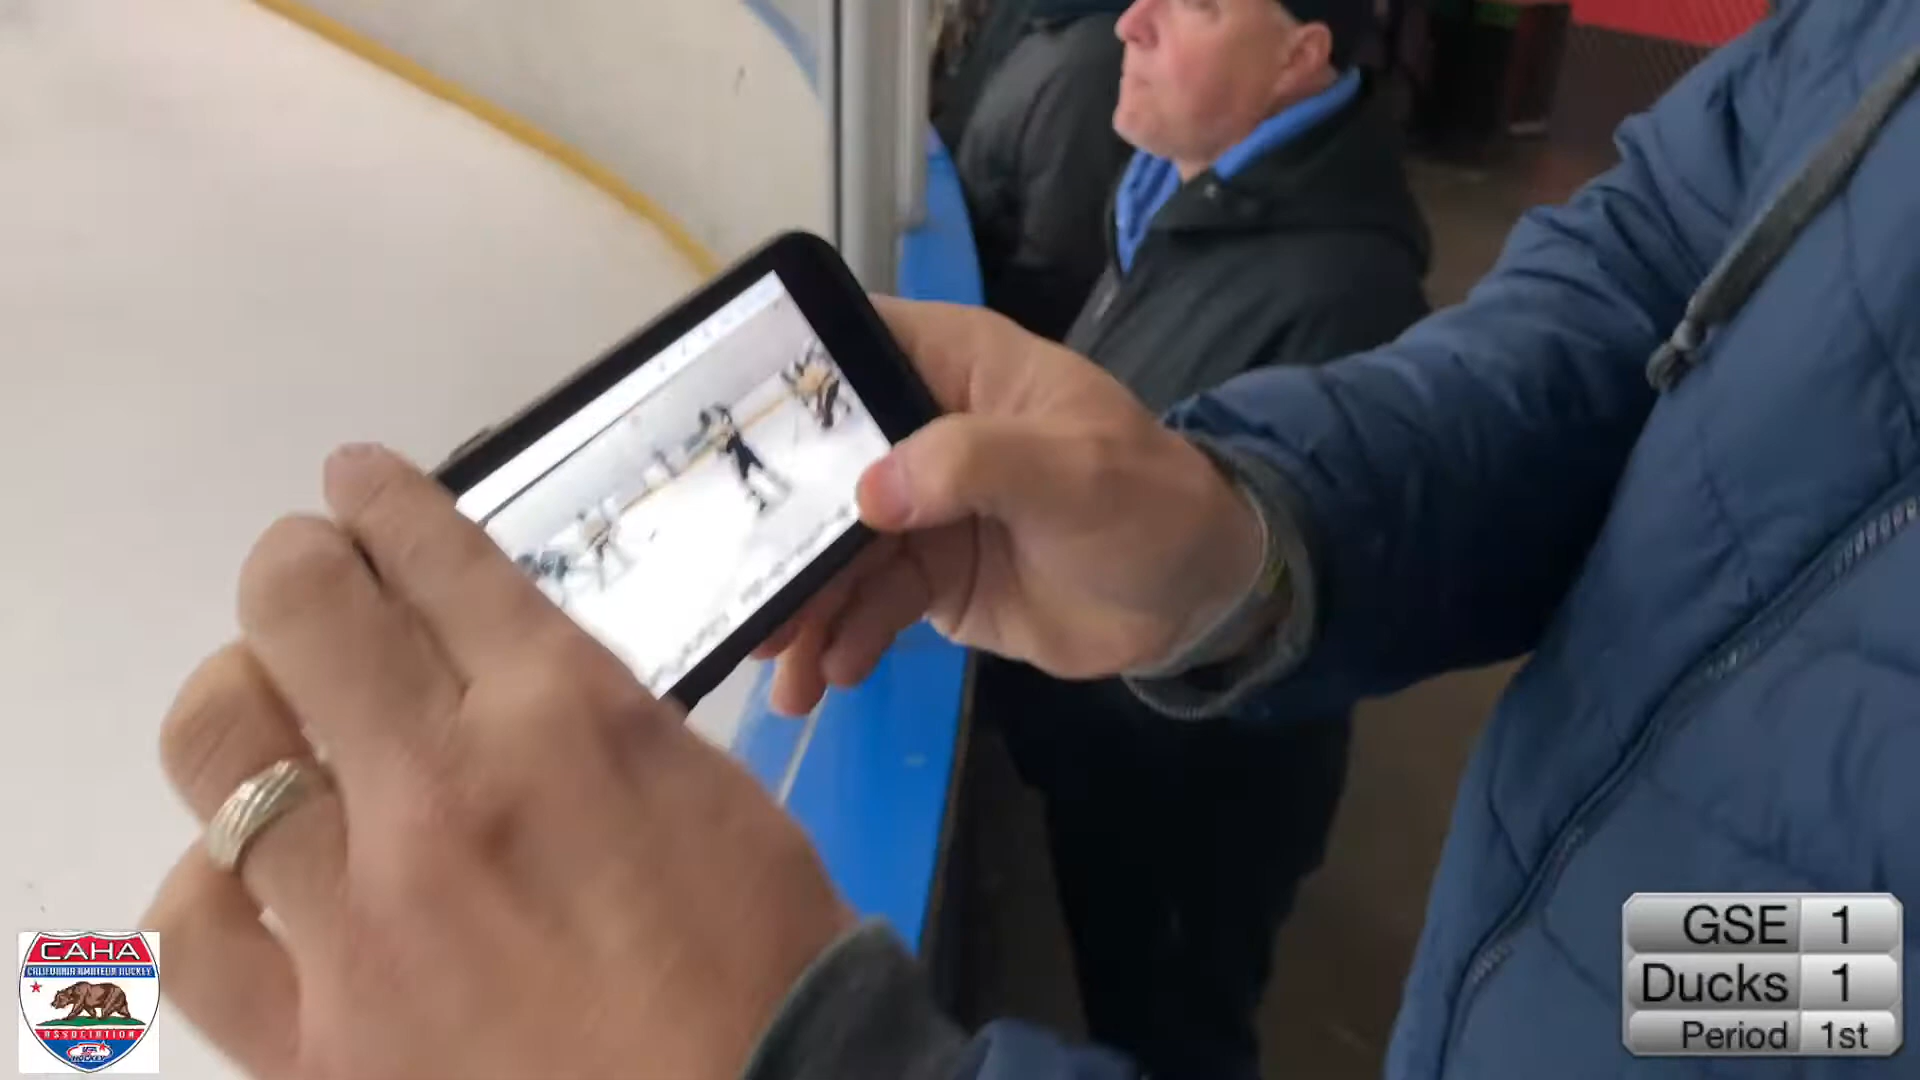 CAHA
CALIFORNIA AMATEUR HOCKEY
ASSOCIATION
USA
HOCKEY
GSE 1
Ducks 1
Period 1st